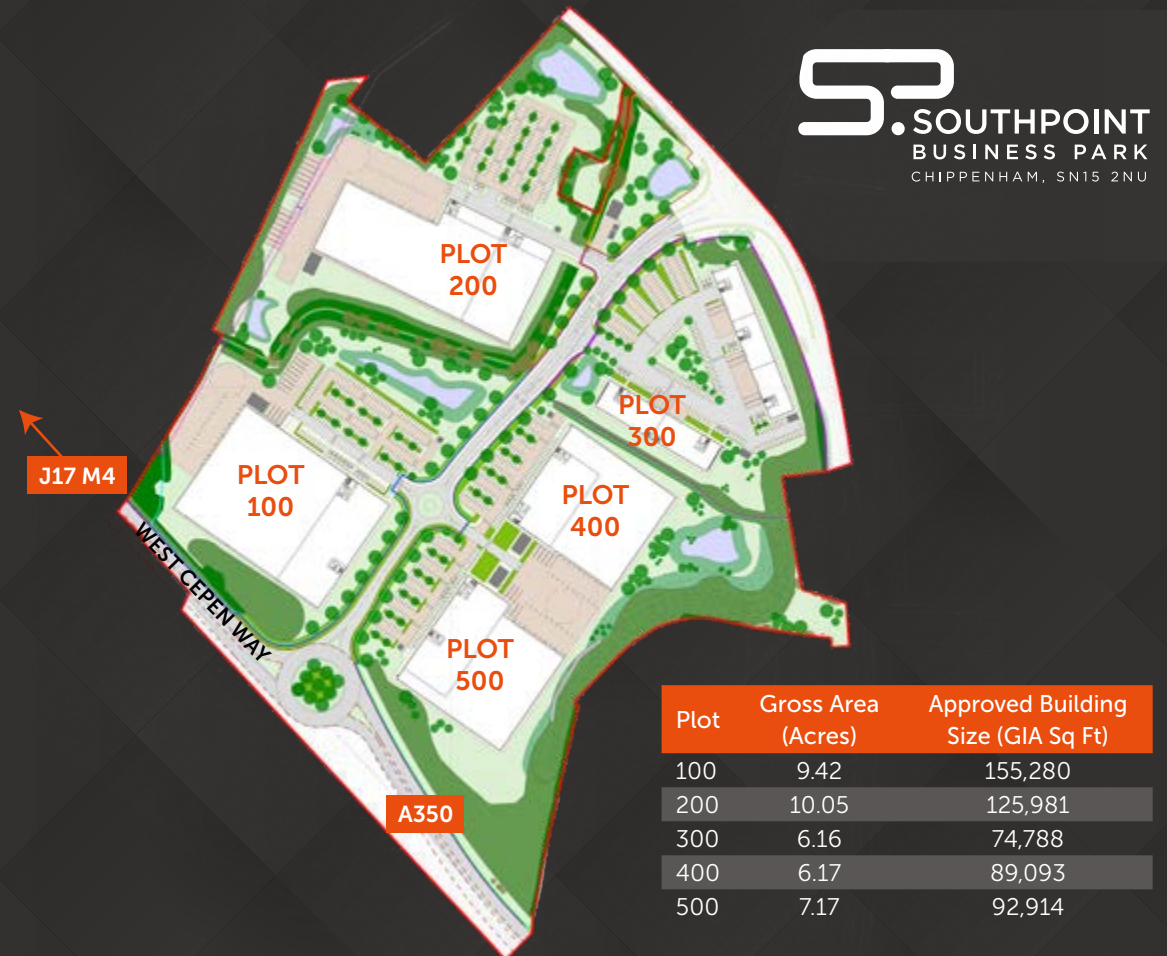 SP.
SOUTHPOINT
BUSINESS PARK
CHIPPENHAM, SN15 2NU
PLOT
200
PLOT
300
J17 M4
PLOT
100
PLOT
400
WEST CEPEN WAY
PLOT
500
A350
Plot Gross Area (Acres) Approved Building Size (GIA Sq Ft)
100 9.42 155,280
200 10.05 125,981
300 6.16 74,788
400 6.17 89,093
500 7.17 92,914